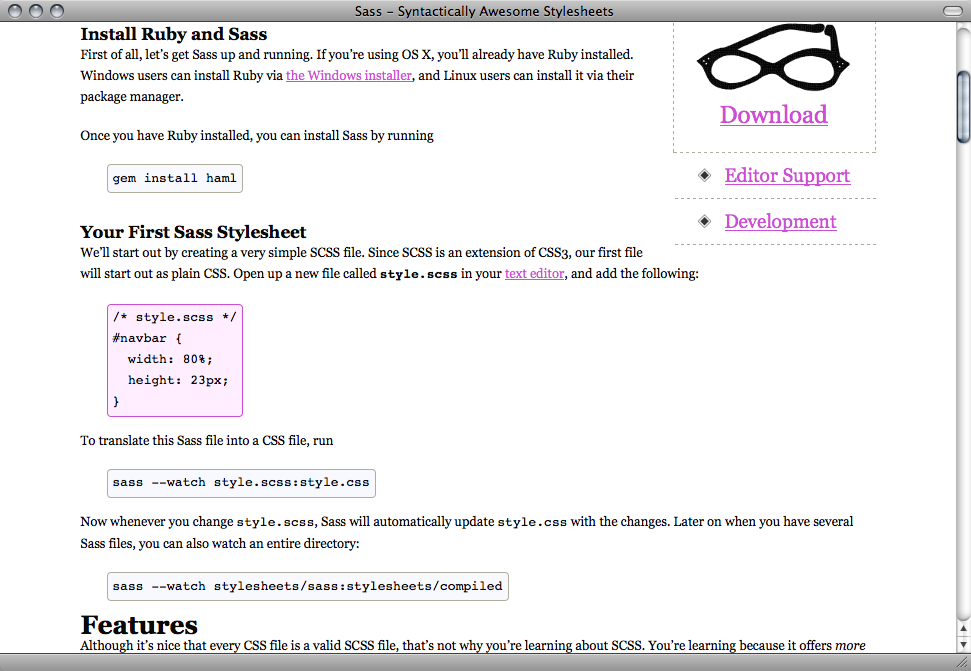 Sass – Syntactically Awesome Stylesheets
Install Ruby and Sass
First of all, let's get Sass up and running. If you're using OS X, you'll already have Ruby installed.
Windows users can install Ruby via the Windows installer, and Linux users can install it via their
package manager.
Once you have Ruby installed, you can install Sass by running
gem install haml
Download
Editor Support
Development
Your First Sass Stylesheet
We'll start out by creating a very simple SCSS file. Since SCSS is an extension of CSS3, our first file
will start out as plain CSS. Open up a new file called style.scss in your text editor, and add the following:
/* style.scss */
#navbar {
  width: 80%;
  height: 23px;
}
To translate this Sass file into a CSS file, run
sass --watch style.scss:style.css
Now whenever you change style.scss, Sass will automatically update style.css with the changes. Later on when you have several
Sass files, you can also watch an entire directory:
sass --watch stylesheets/sass:stylesheets/compiled
Features
Although it's nice that every CSS file is a valid SCSS file, that's not why you're learning about SCSS. You're learning because it offers more